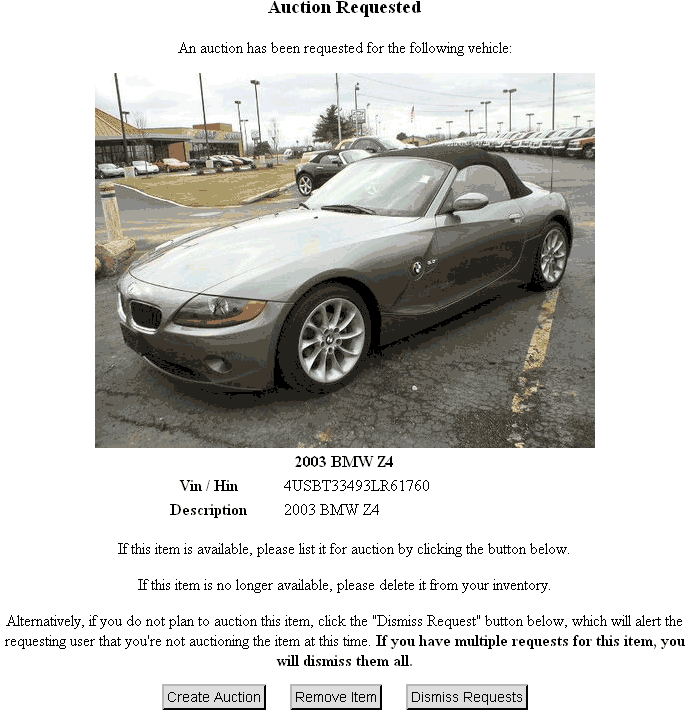 Auction Requested
An auction has been requested for the following vehicle:
2003 BMW Z4
Vin / Hin 4USBT33493LR61760
Description 2003 BMW Z4
If this item is available, please list it for auction by clicking the button below.
If this item is no longer available, please delete it from your inventory.
Alternatively, if you do not plan to auction this item, click the "Dismiss Request" button below, which will alert the
requesting user that you're not auctioning the item at this time. If you have multiple requests for this item, you
will dismiss them all.
Create Auction Remove Item Dismiss Requests